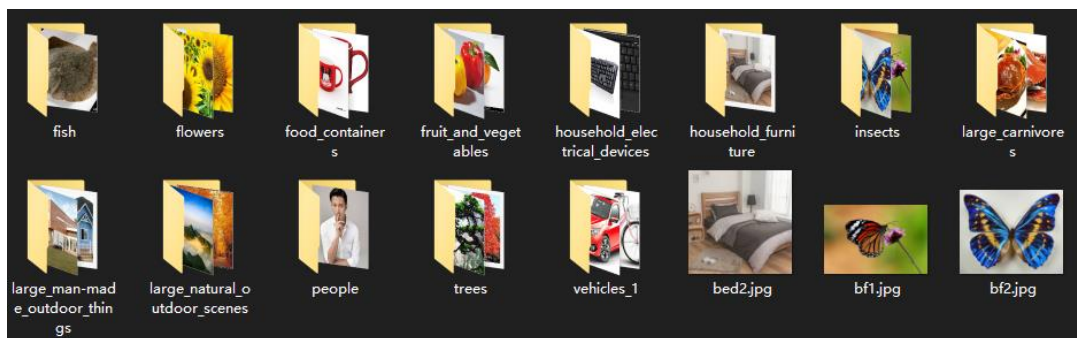 fish
flowers
food_container
s
fruit_and_veget
ables
household_elec
trical_devices
household_furni
ture
insects
large_carnivore
s
large_man-mad
e_outdoor_thin
gs
large_natural_o
utdoor_scenes
people
trees
vehicles_1
bed2.jpg
bf1.jpg
bf2.jpg